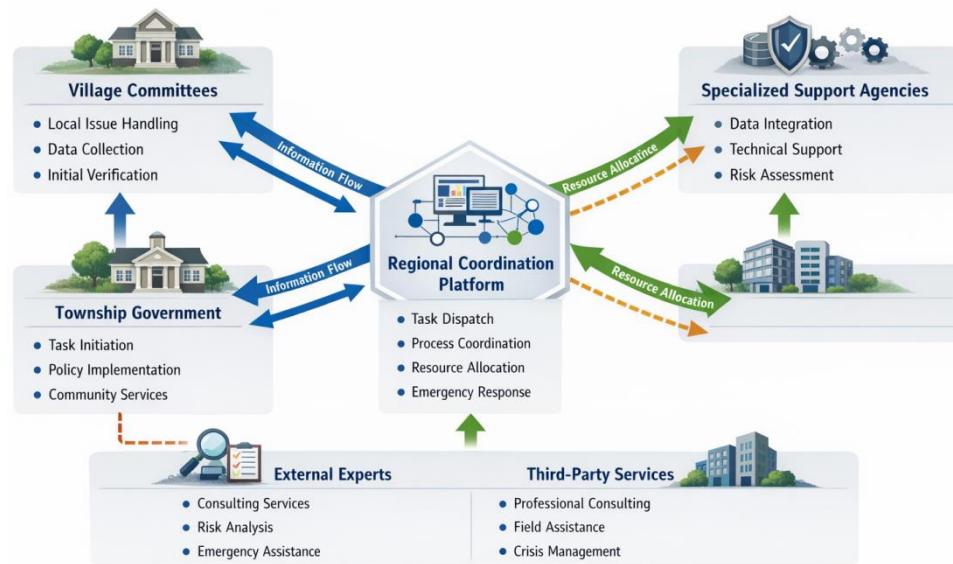 Village Committees
Local Issue Handling
Data Collection
Initial Verification
Information Flow
Information Flow
Township Government
Task Initiation
Policy Implementation
Community Services
Regional Coordination
Platform
Task Dispatch
Process Coordination
Resource Allocation
Emergency Response
Specialized Support Agencies
Data Integration
Technical Support
Risk Assessment
Resource Allocatince
Resource Allocation
External Experts
Consulting Services
Risk Analysis
Emergency Assistance
Third-Party Services
Professional Consulting
Field Assistance
Crisis Management